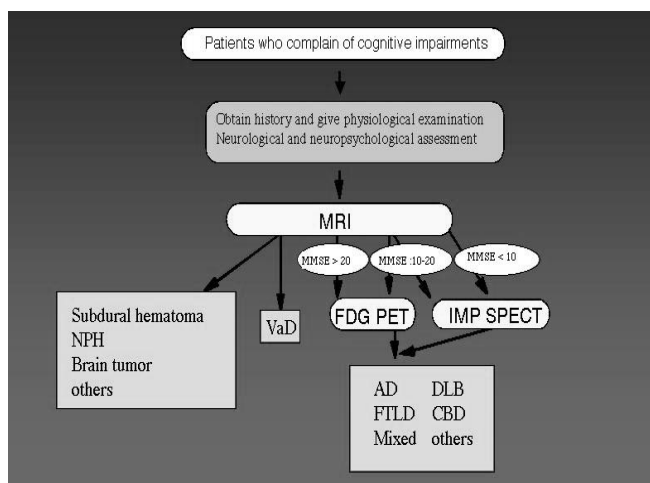 Patients who complain of cognitive impairments
Obtain history and give physiological examination
Neurological and neuropsychological assessment
MRI
MMSE > 20
MMSE :10-20
MMSE < 10
Subdural hematoma
NPH
Brain tumor
others
VaD
FDG PET
IMP SPECT
AD DLB
FTLD CBD
Mixed others